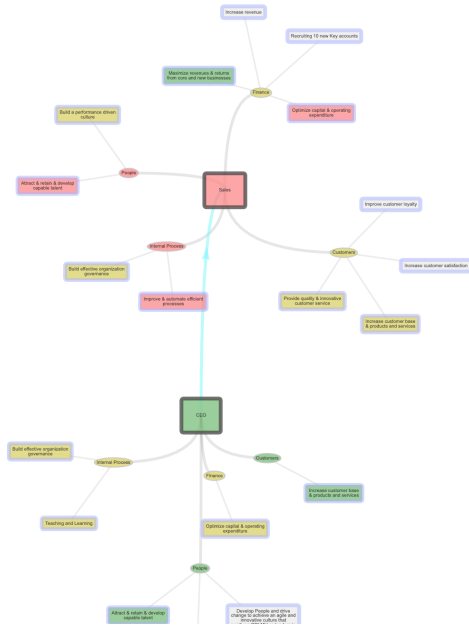 Increase revenue
Recruiting 10 new Key accounts
Maximize revenues & returns
from core and new businesses
Finance
Optimize capital & operating
expenditure
Build a performance driven
culture
People
Attract & retain & develop
capable talent
Sales
Improve customer loyalty
Internal Process
Customers
Build effective organization
governance
Increase customer satisfaction
Improve & automate efficient
processes
Provide quality & innovative
customer service
Increase customer base
& products and services
CEO
Build effective organization
governance
Internal Process
Customers
Finance
Increase customer base
& products and services
Teaching and Learning
Optimize capital & operating
expenditure
People
Attract & retain & develop
capable talent
Develop People and drive
change to achieve an agile and
innovative culture that